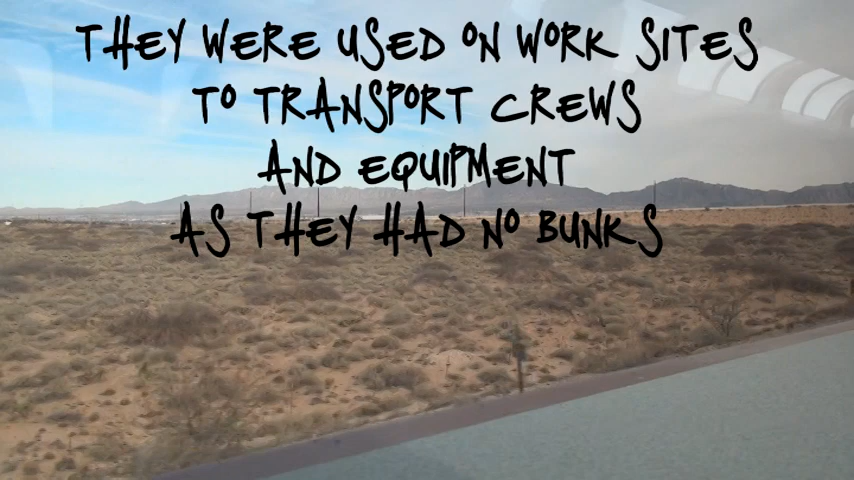 THEY WERE USED ON WORK SITES
TO TRANSPORT CREWS
AND EQUIPMENT
AS THEY HAD NO BUNKS